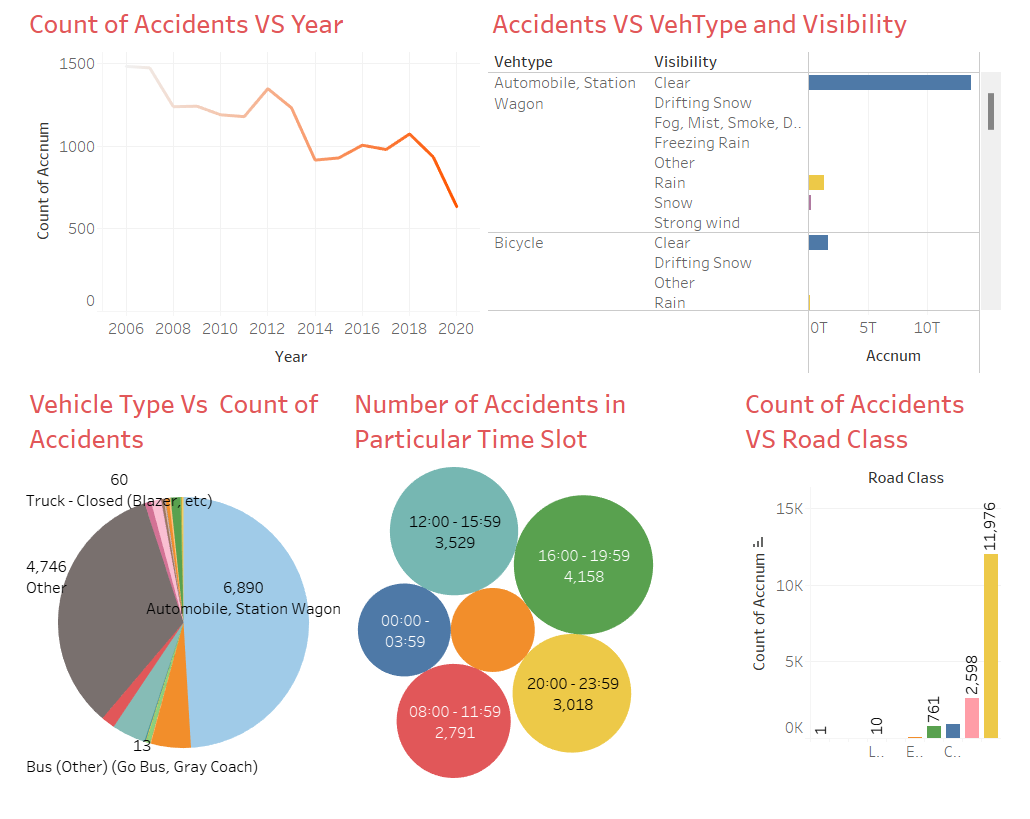 Count of Accidents VS Year
1500
1000
500
0
Count of Accnum
2006 2008 2010 2012 2014 2016 2018 2020
Year
Accidents VS VehType and Visibility
Vehtype Visibility
Automobile, Station Wagon Clear
Drifting Snow
Fog, Mist, Smoke, D..
Freezing Rain
Other
Rain
Snow
Strong wind
Bicycle Clear
Drifting Snow
Other
Rain
0T 5T 10T
Accnum
Vehicle Type Vs Count of
Accidents
60
Truck - Closed (Blazer, etc)
4,746
Other
6,890
Automobile, Station Wagon
13
Bus (Other) (Go Bus, Gray Coach)
Number of Accidents in
Particular Time Slot
12:00 - 15:59
3,529
16:00 - 19:59
4,158
00:00 -
03:59
20:00 - 23:59
3,018
08:00 - 11:59
2,791
Count of Accidents
VS Road Class
Road Class
15K
10K
5K
0K
Count of Accnum
1
10
761
2,598
11,976
L.. E.. C..